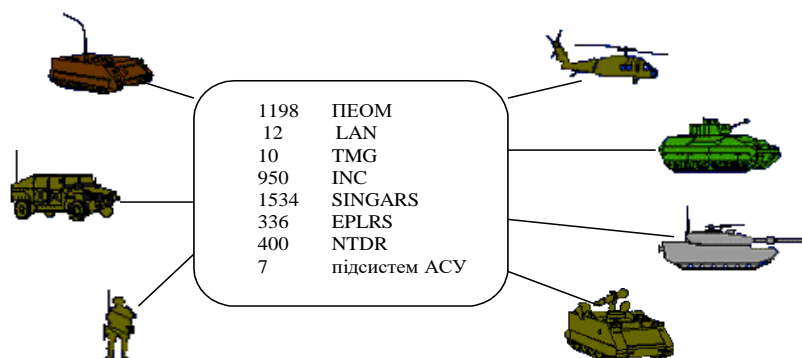 1198 ПЕОМ
12 LAN
10 TMG
950 INC
1534 SINGARS
336 EPLRS
400 NTDR
7 підсистем АСУ